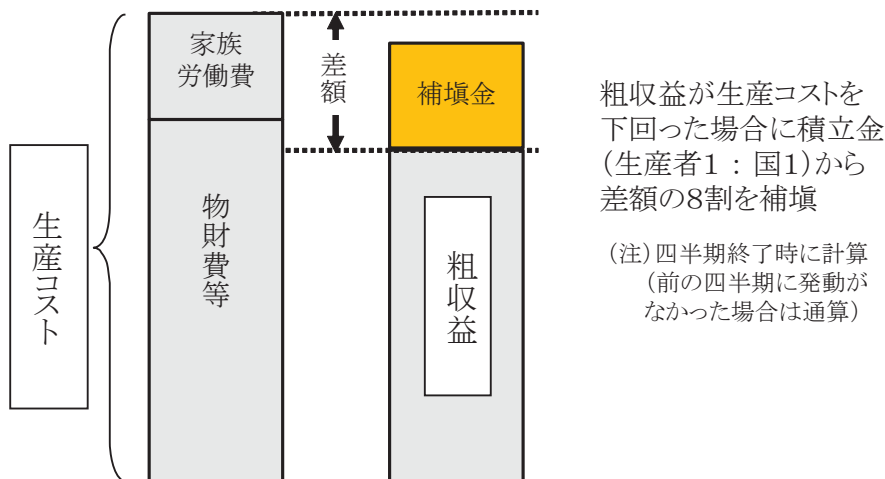 生産コスト
家族
労働費
物財費等
差額
補塡金
粗収益
粗収益が生産コストを
下回った場合に積立金
（生産者１：国１）から
差額の８割を補塡
（注）四半期終了時に計算
（前の四半期に発動が
なかった場合は通算）